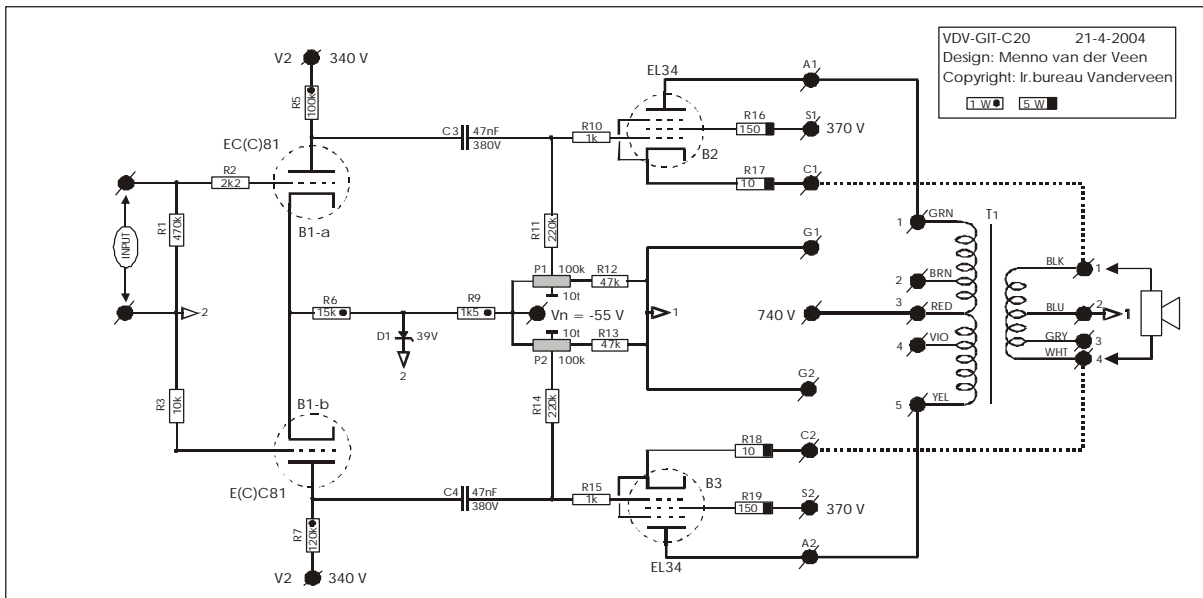 VDV-GIT-C20 21-4-2004
Design: Menno van der Veen
Copyright: Ir.bureau Vanderveen
1 W 5 W
V2 340 V
R5
100k
EC(C)81
C3 47nF
380V
EL34
A1
R10
1k
R16
150
S1
370 V
B2
R17
10
C1
R2
2k2
R1
470k
INPUT
B1-a
R11
220k
G1
1 GRN
T1
BLK 1
P1 100k
10t
R12
47k
2 BRN
R6
15k
R9
1k5
Vn = -55 V
1
740 V
3 RED
BLU 2 1
2
D1 39V
2
10t
P2 100k
R13
47k
4 VIO
GRY 3
WHT 4
R3
10k
B1-b
R14
220k
G2
5 YEL
E(C)C81
C4 47nF
380V
R15
1k
R18
10
C2
B3
R19
150
S2
370 V
R7
120k
EL34
A2
V2 340 V